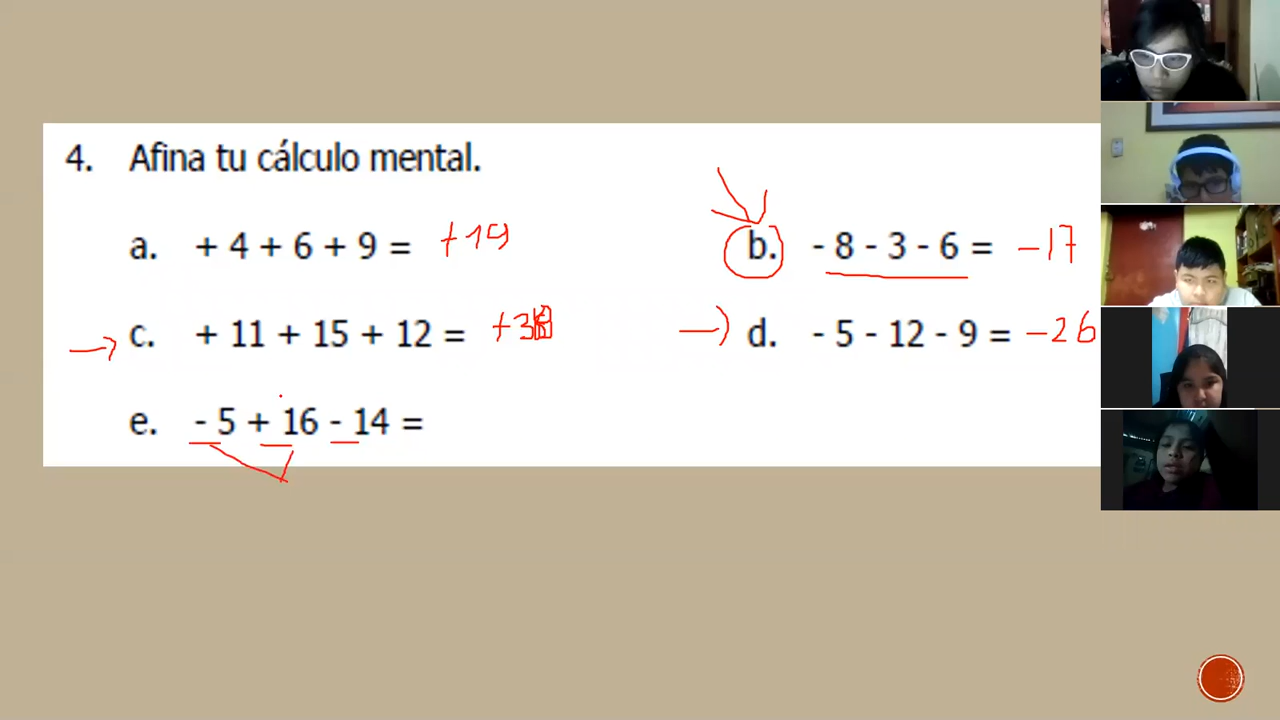 4. Afina tu cálculo mental.
a. + 4 + 6 + 9 = +19
b. - 8 - 3 - 6 = -17
c. + 11 + 15 + 12 = +38
d. - 5 - 12 - 9 = -26
e. - 5 + 16 - 14 =